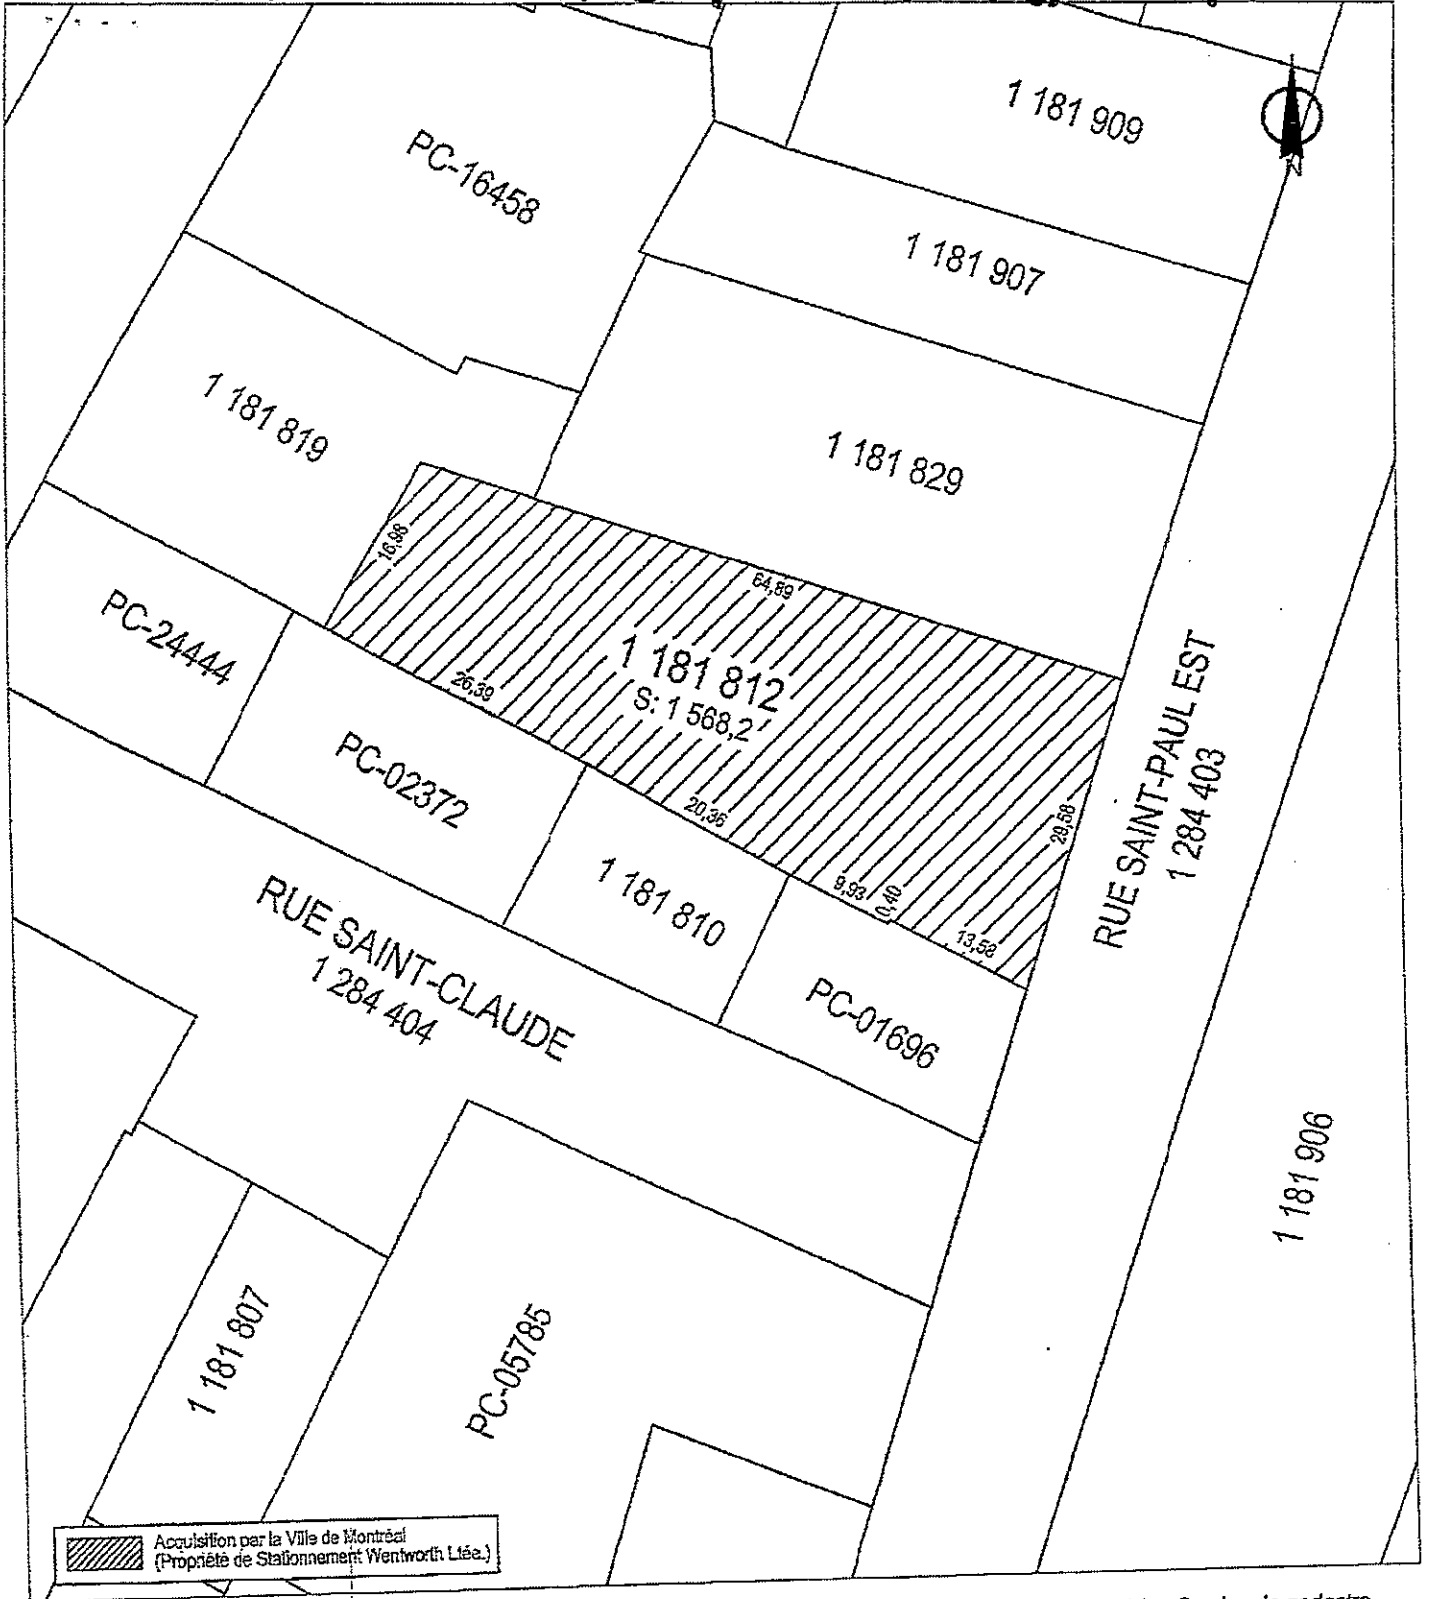 1 181 909
PC-16458
N
1 181 907
1 181 819
1 181 829
16,98
64,89
PC-24444
1 181 812
S: 1 568,2
26,39
PC-02372
20,36
29,58
RUE SAINT-PAUL EST
1 284 403
1 181 810
9,93
0,40
13,58
RUE SAINT-CLAUDE
1 284 404
PC-01696
1 181 906
1 181 807
PC-05785
Acquisition par la Ville de Montréal
(Propriété de Stationnement Wentworth Ltée.)